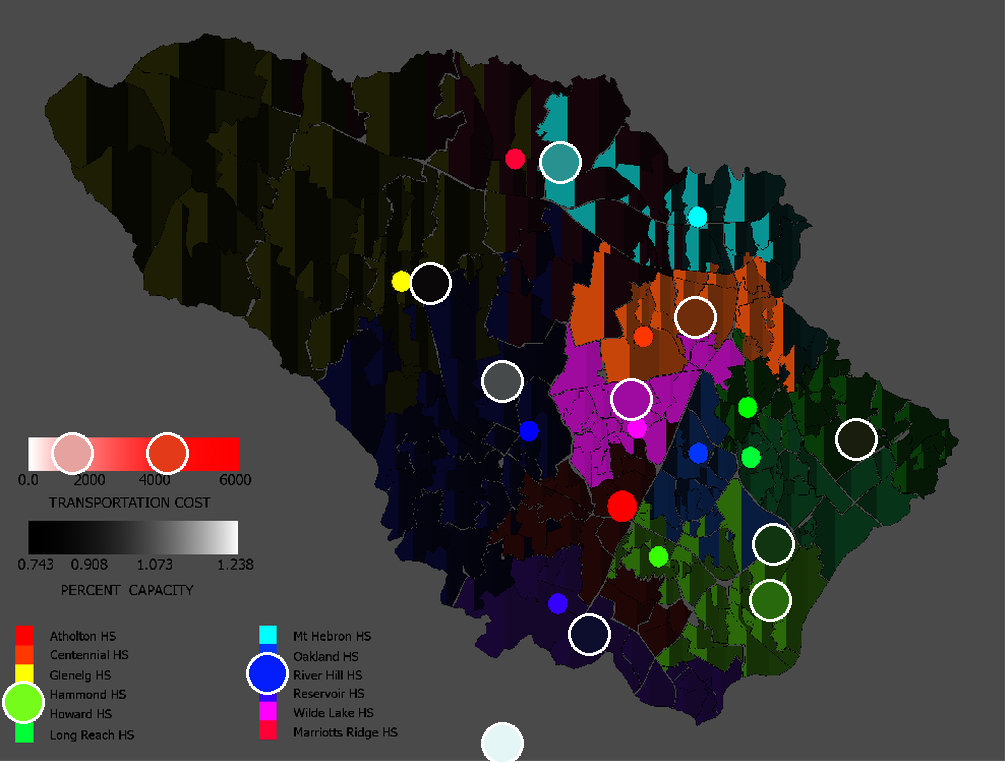 0.0 2000 4000 6000
TRANSPORTATION COST
0.743 0.908 1.073 1.238
PERCENT CAPACITY
Atholton HS
Centennial HS
Glenelg HS
Hammond HS
Howard HS
Long Reach HS
Mt Hebron HS
Oakland HS
River Hill HS
Reservoir HS
Wilde Lake HS
Marriotts Ridge HS